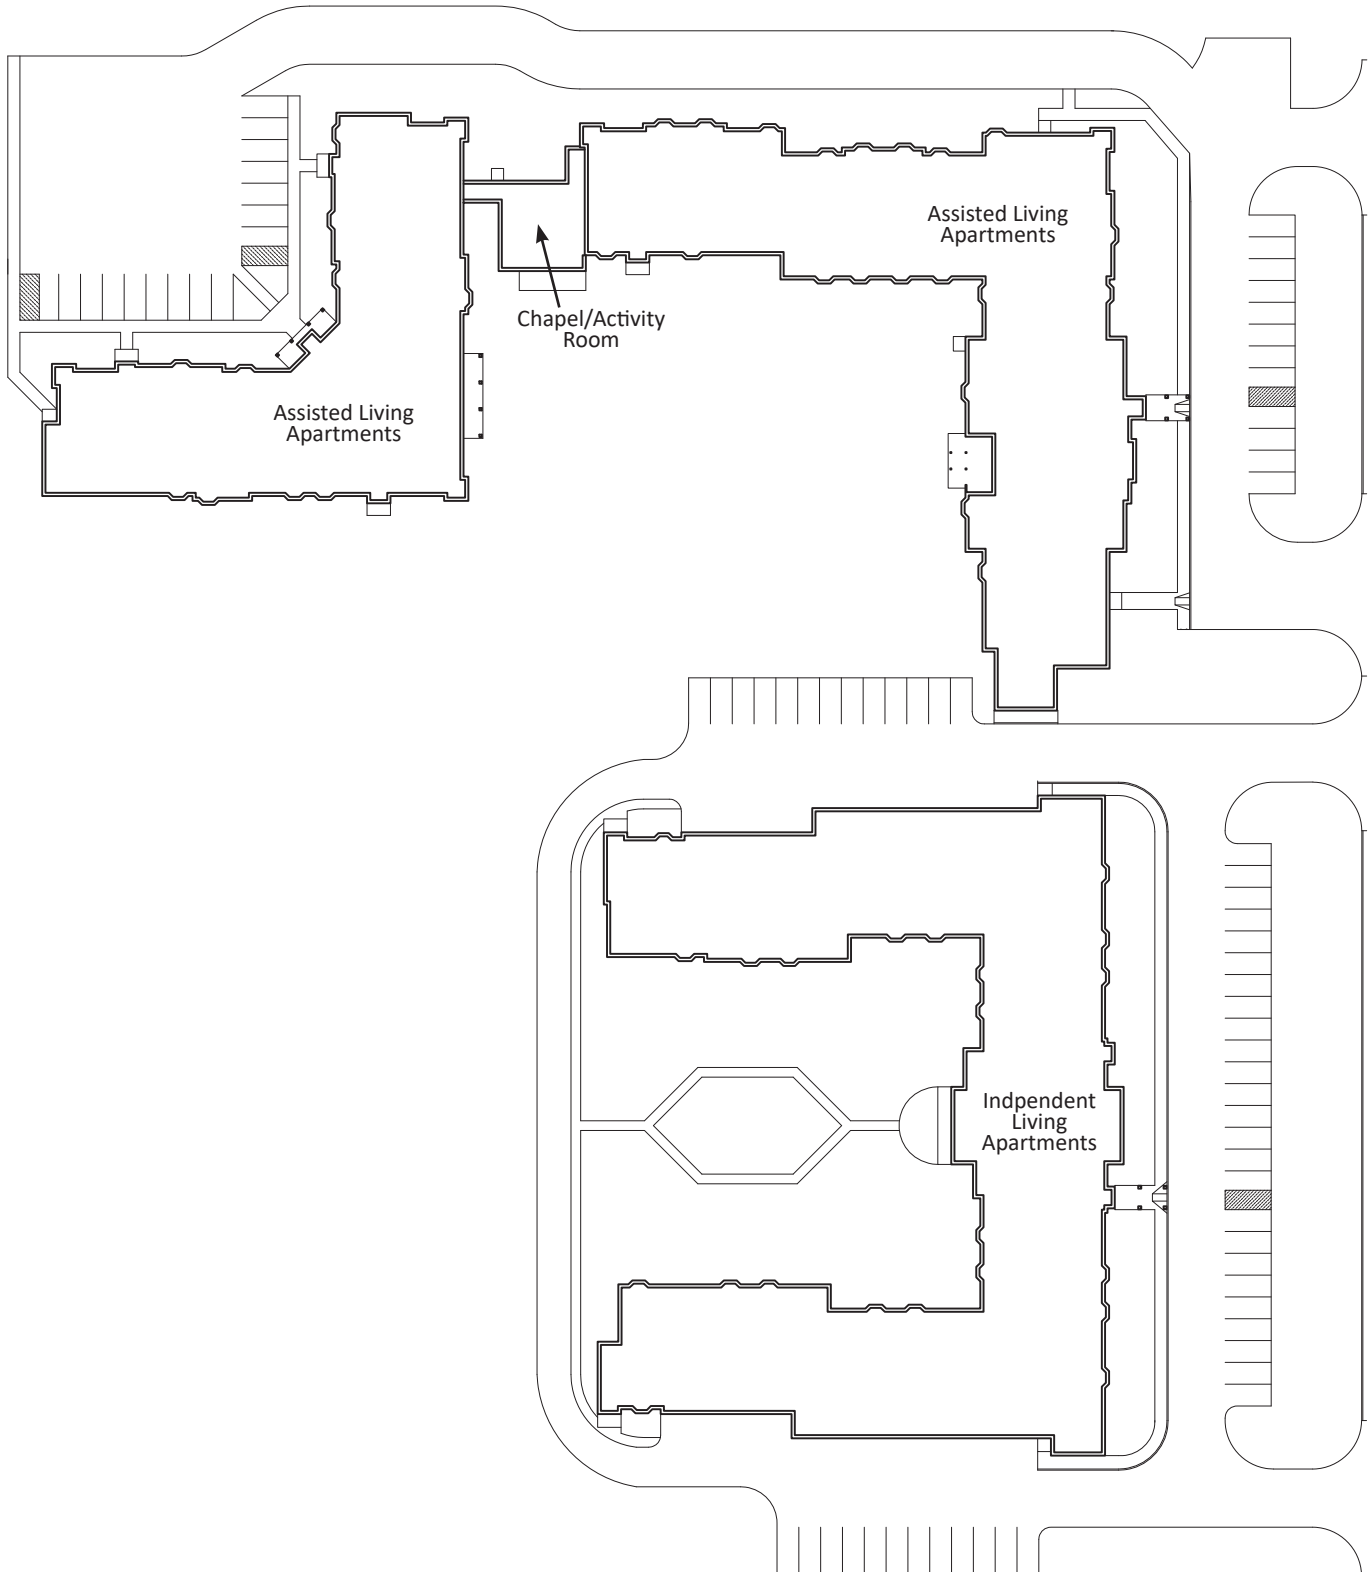 Assisted Living
Apartments
Chapel/Activity
Room
Assisted Living
Apartments
Indpendent
Living
Apartments